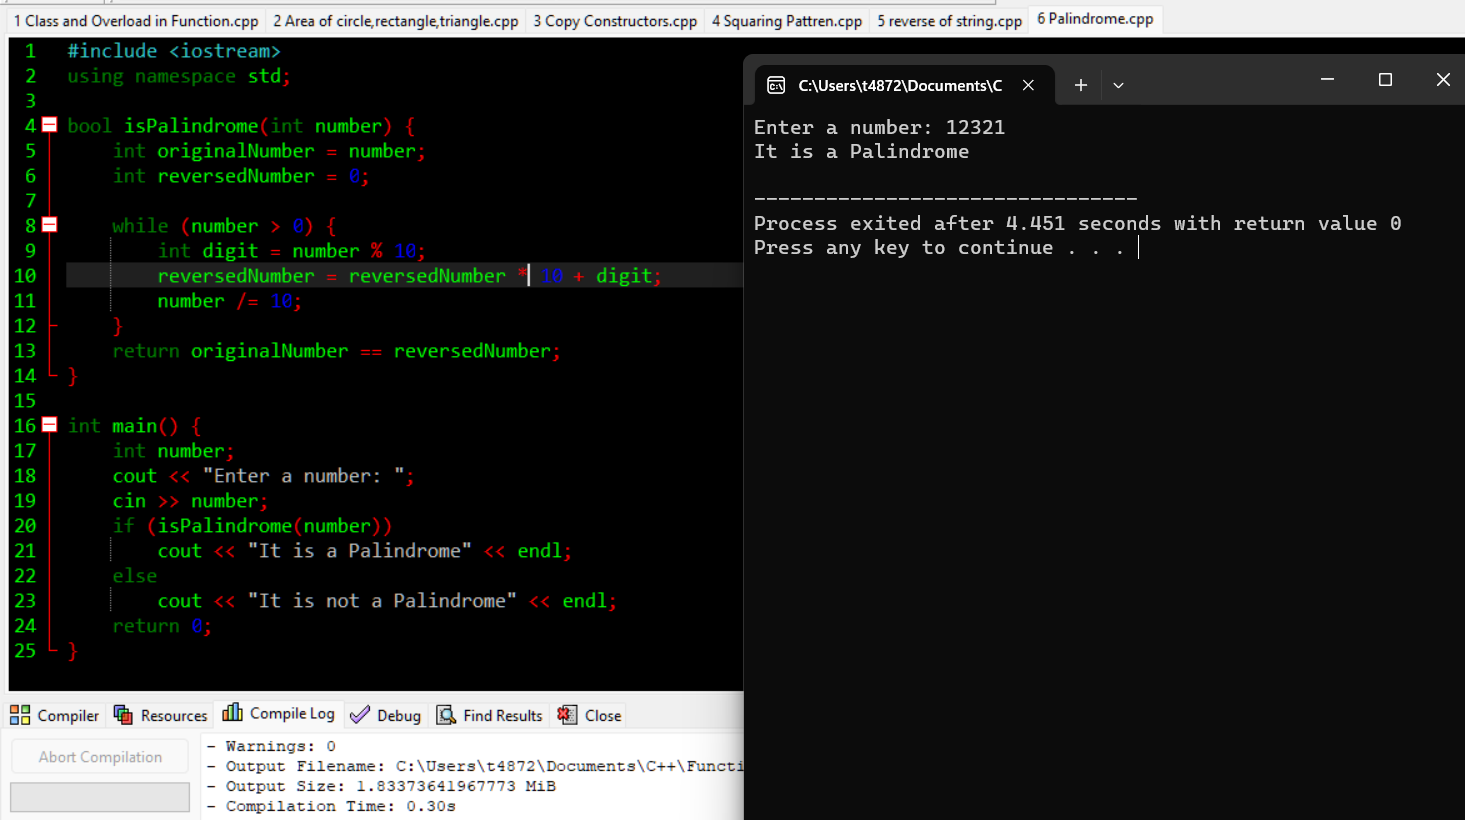 1 Class and Overload in Function.cpp 2 Area of circle,rectangle,triangle.cpp 3 Copy Constructors.cpp 4 Squaring Pattren.cpp 5 reverse of string.cpp 6 Palindrome.cpp
1 #include <iostream>
2 using namespace std;
3
4 bool isPalindrome(int number) {
5 int originalNumber = number;
6 int reversedNumber = 0;
7
8 while (number > 0) {
9 int digit = number % 10;
10 reversedNumber = reversedNumber * 10 + digit;
11 number /= 10;
12 }
13 return originalNumber == reversedNumber;
14 }
15
16 int main() {
17 int number;
18 cout << "Enter a number: ";
19 cin >> number;
20 if (isPalindrome(number))
21 cout << "It is a Palindrome" << endl;
22 else
23 cout << "It is not a Palindrome" << endl;
24 return 0;
25 }
C:\Users\t4872\Documents\C
Enter a number: 12321
It is a Palindrome
--------------------------------
Process exited after 4.451 seconds with return value 0
Press any key to continue . . .
Compiler Resources Compile Log Debug Find Results Close
Abort Compilation
- Warnings: 0
- Output Filename: C:\Users\t4872\Documents\C++\Functi
- Output Size: 1.83373641967773 MiB
- Compilation Time: 0.30s